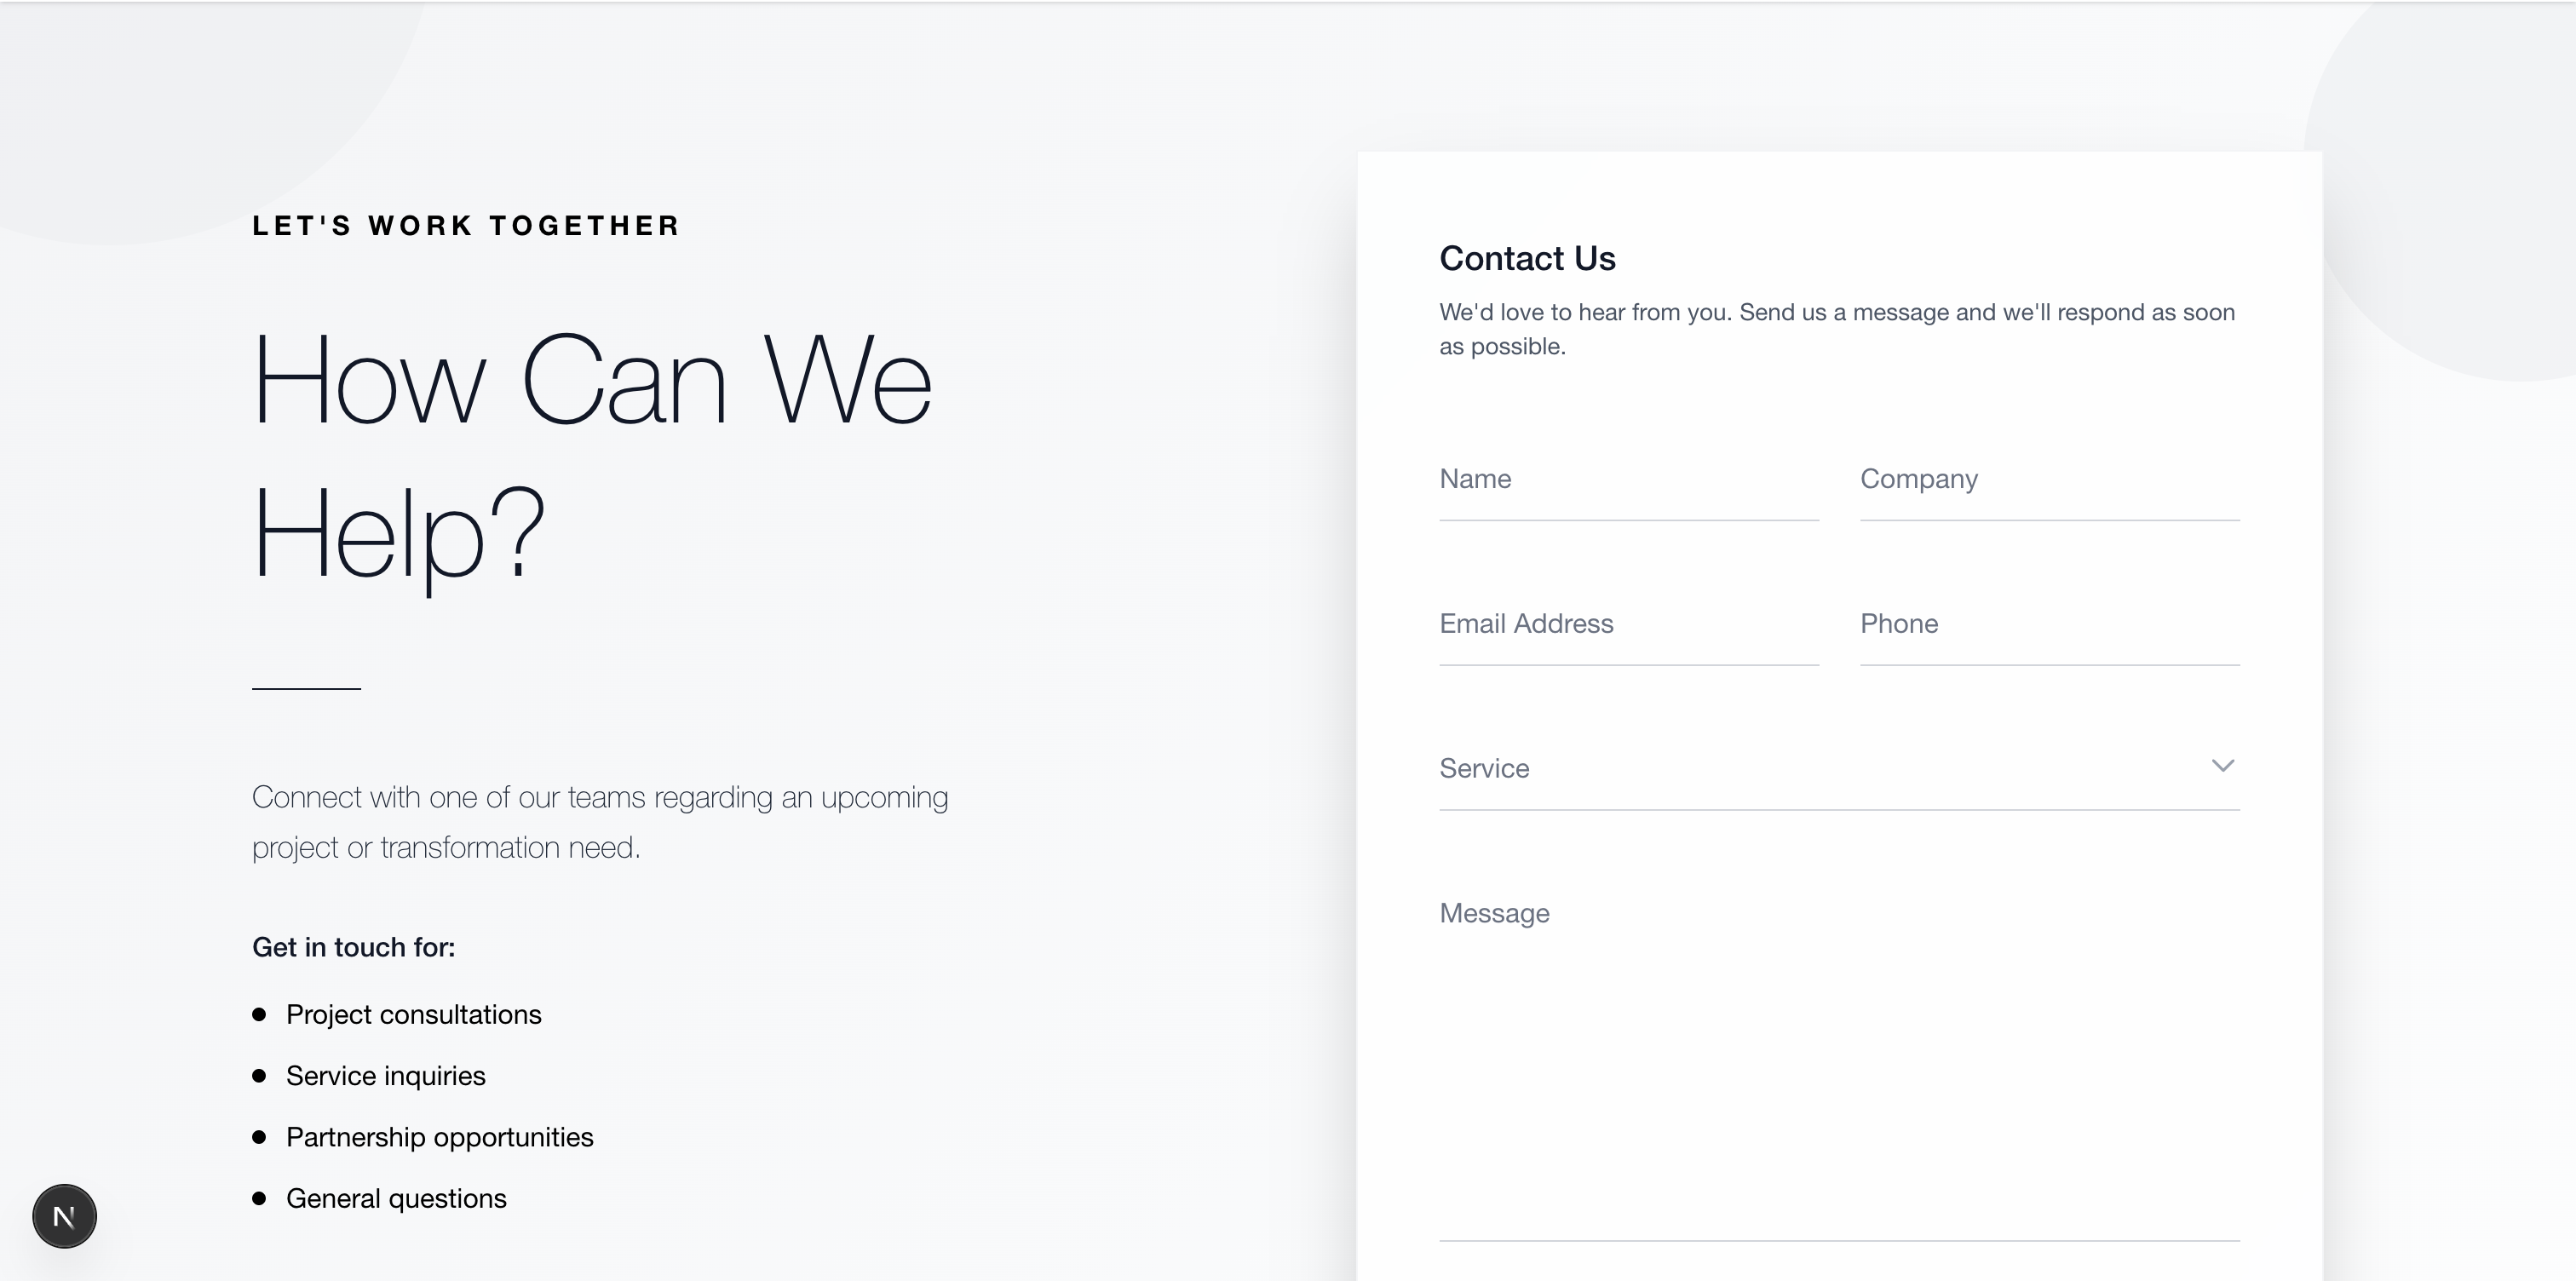 LET'S WORK TOGETHER
How Can We
Help?
Connect with one of our teams regarding an upcoming
project or transformation need.
Get in touch for:
Project consultations
Service inquiries
Partnership opportunities
General questions
N
Contact Us
We'd love to hear from you. Send us a message and we'll respond as soon
as possible.
Name
Company
Email Address
Phone
Service
Message